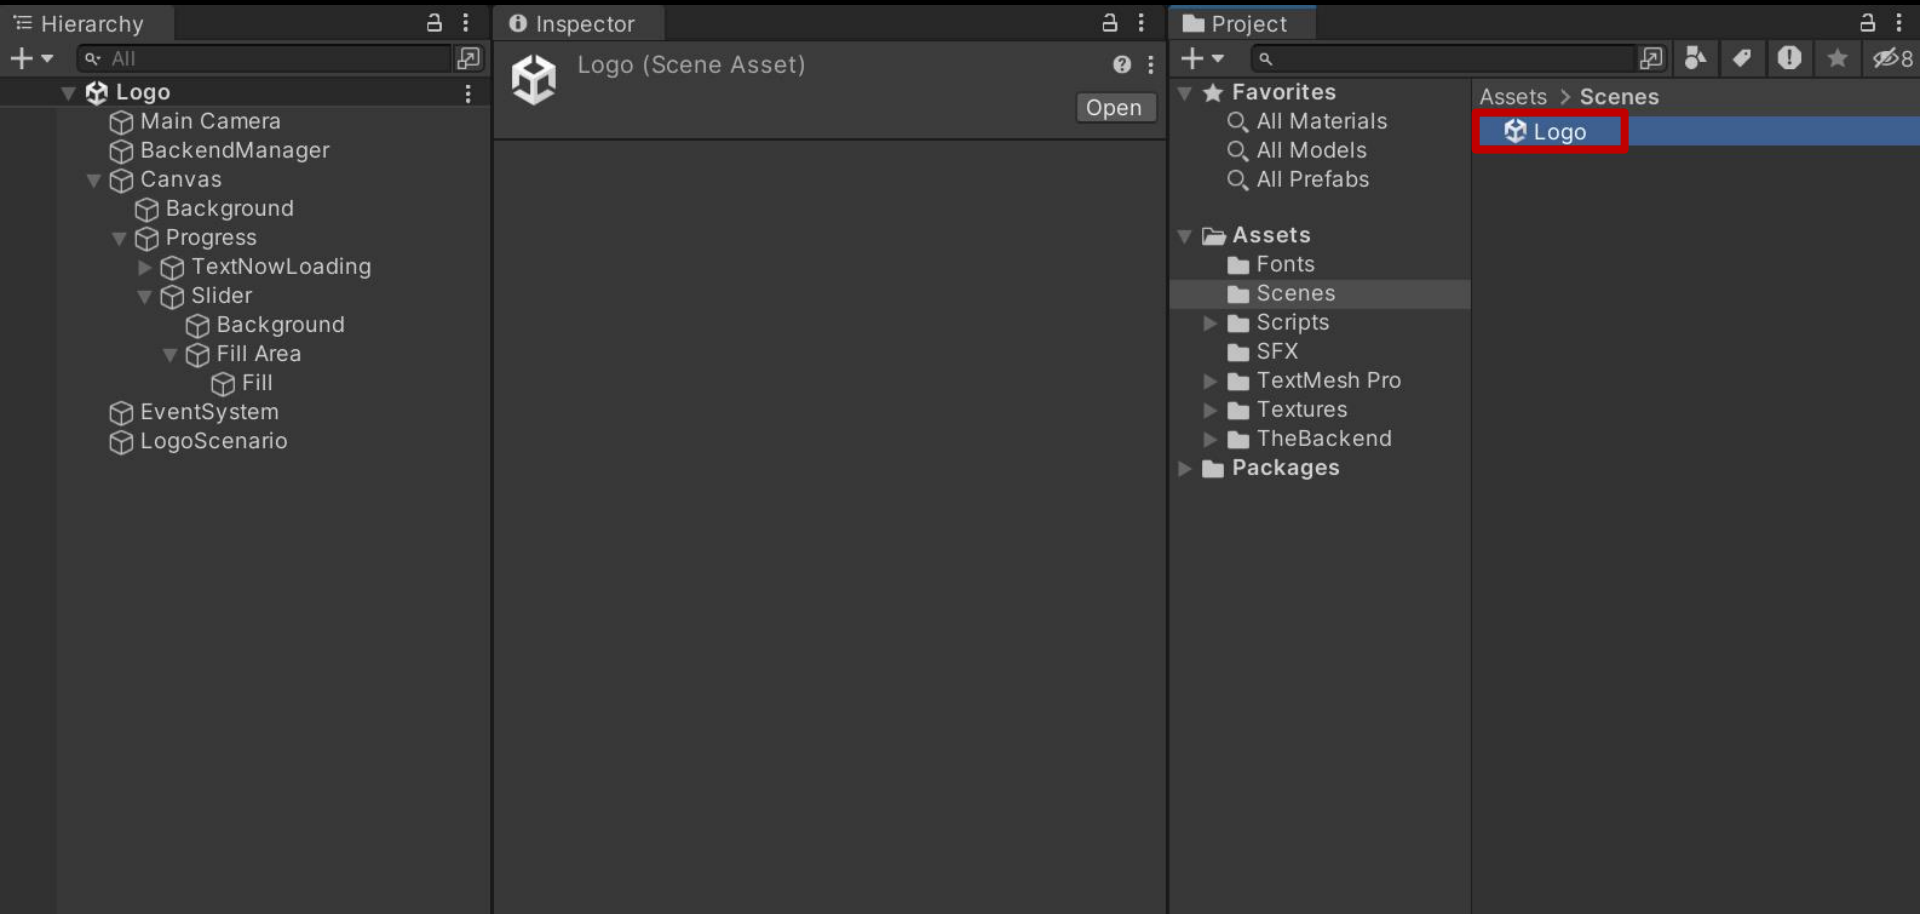 Hierarchy
All
Logo
Main Camera
BackendManager
Canvas
Background
Progress
TextNowLoading
Slider
Background
Fill Area
Fill
EventSystem
LogoScenario
Inspector
Logo (Scene Asset)
Open
Project
8
Favorites
All Materials
All Models
All Prefabs
Assets
Fonts
Scenes
Scripts
SFX
TextMesh Pro
Textures
TheBackend
Packages
Assets > Scenes
Logo